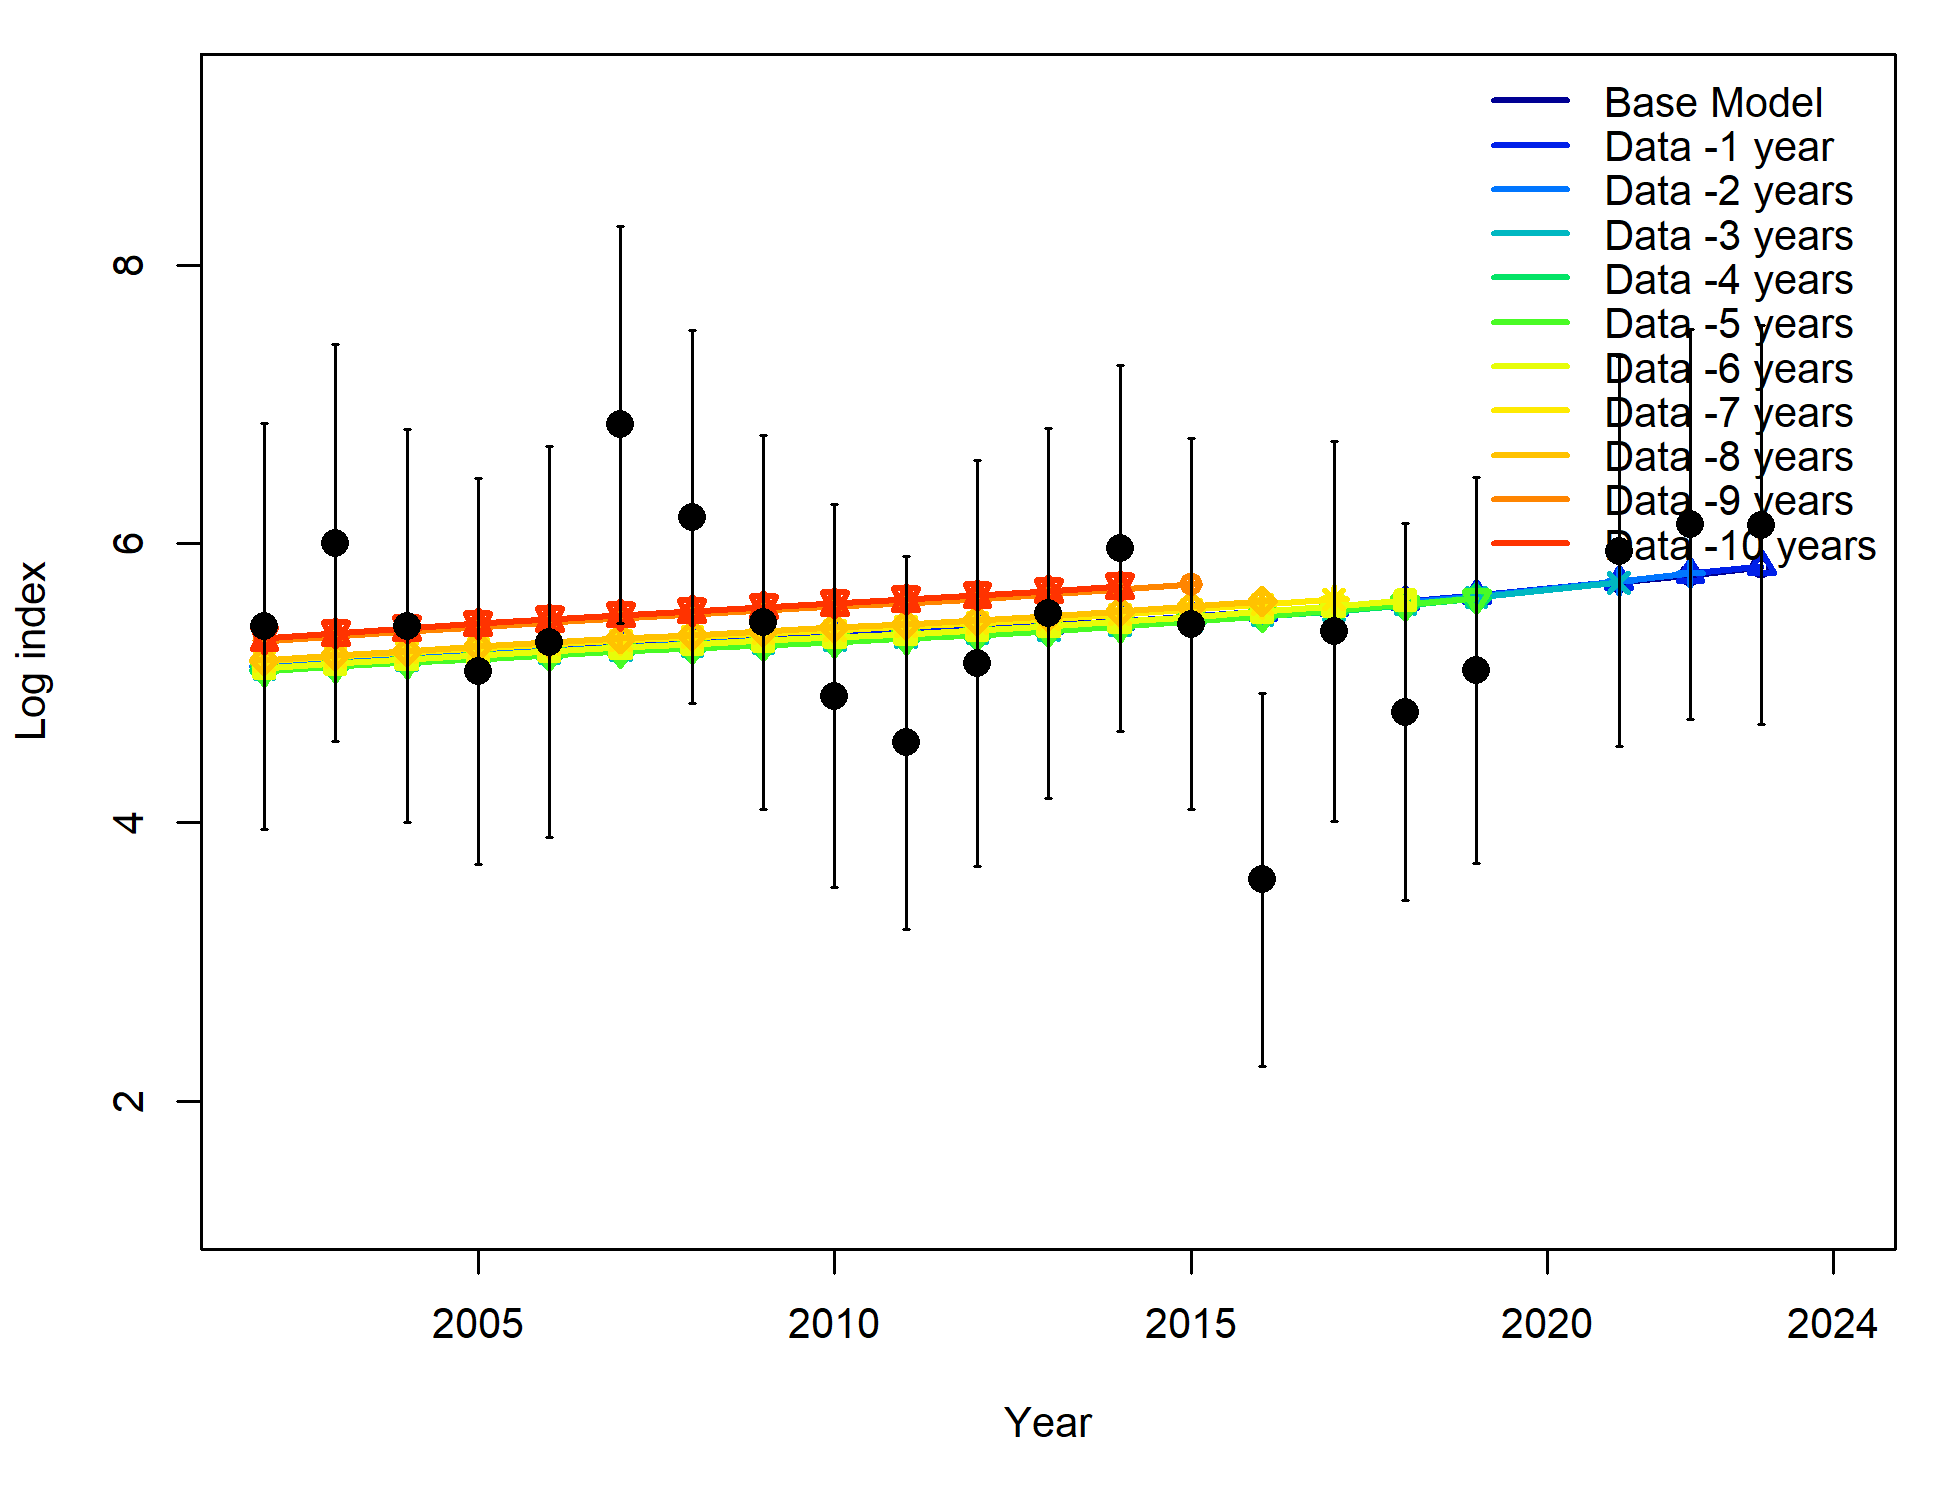 Base Model
Data -1 year
Data -2 years
Data -3 years
Data -4 years
Data -5 years
Data -6 years
Data -7 years
Data -8 years
Data -9 years
Data -10 years
8
6
4
2
Log index
2005 2010 2015 2020 2024
Year